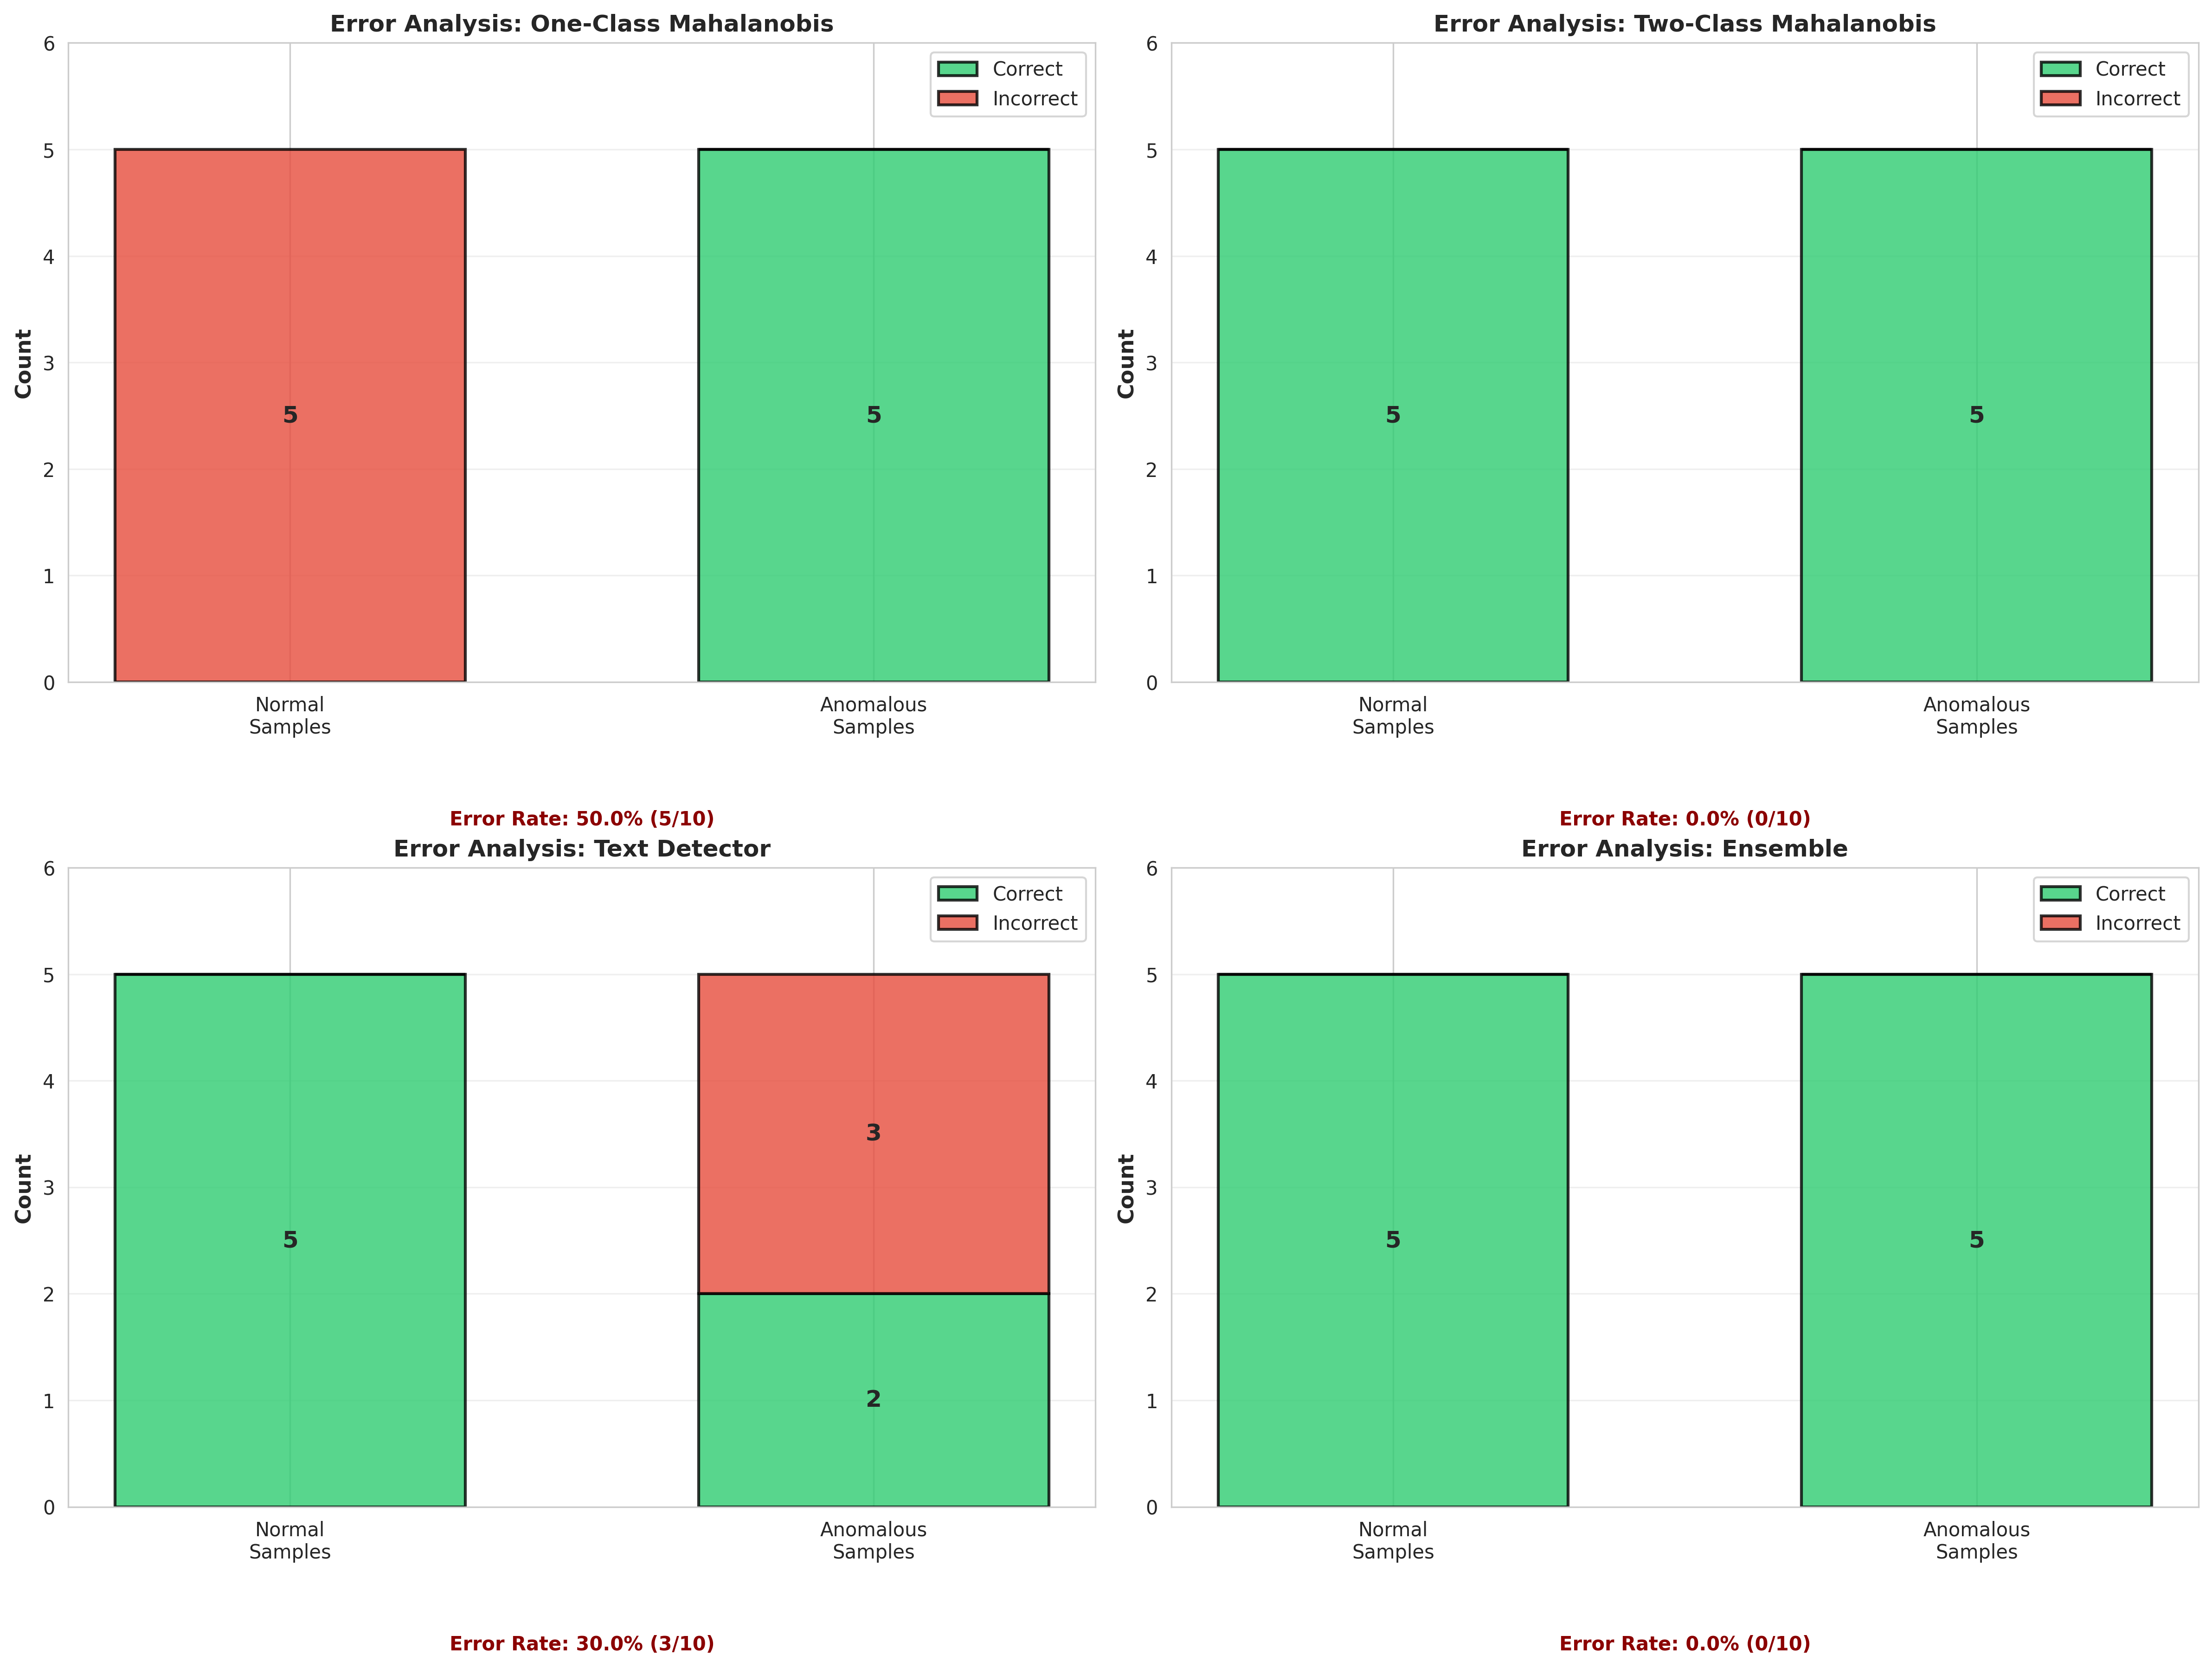 Error Analysis: One-Class Mahalanobis
6
5
4
3
2
1
0
Count
Correct
Incorrect
5
5
Normal
Samples
Anomalous
Samples
Error Rate: 50.0% (5/10)
Error Analysis: Two-Class Mahalanobis
6
5
4
3
2
1
0
Count
Correct
Incorrect
5
5
Normal
Samples
Anomalous
Samples
Error Rate: 0.0% (0/10)
Error Analysis: Text Detector
6
5
4
3
2
1
0
Count
Correct
Incorrect
5
3
2
Normal
Samples
Anomalous
Samples
Error Rate: 30.0% (3/10)
Error Analysis: Ensemble
6
5
4
3
2
1
0
Count
Correct
Incorrect
5
5
Normal
Samples
Anomalous
Samples
Error Rate: 0.0% (0/10)